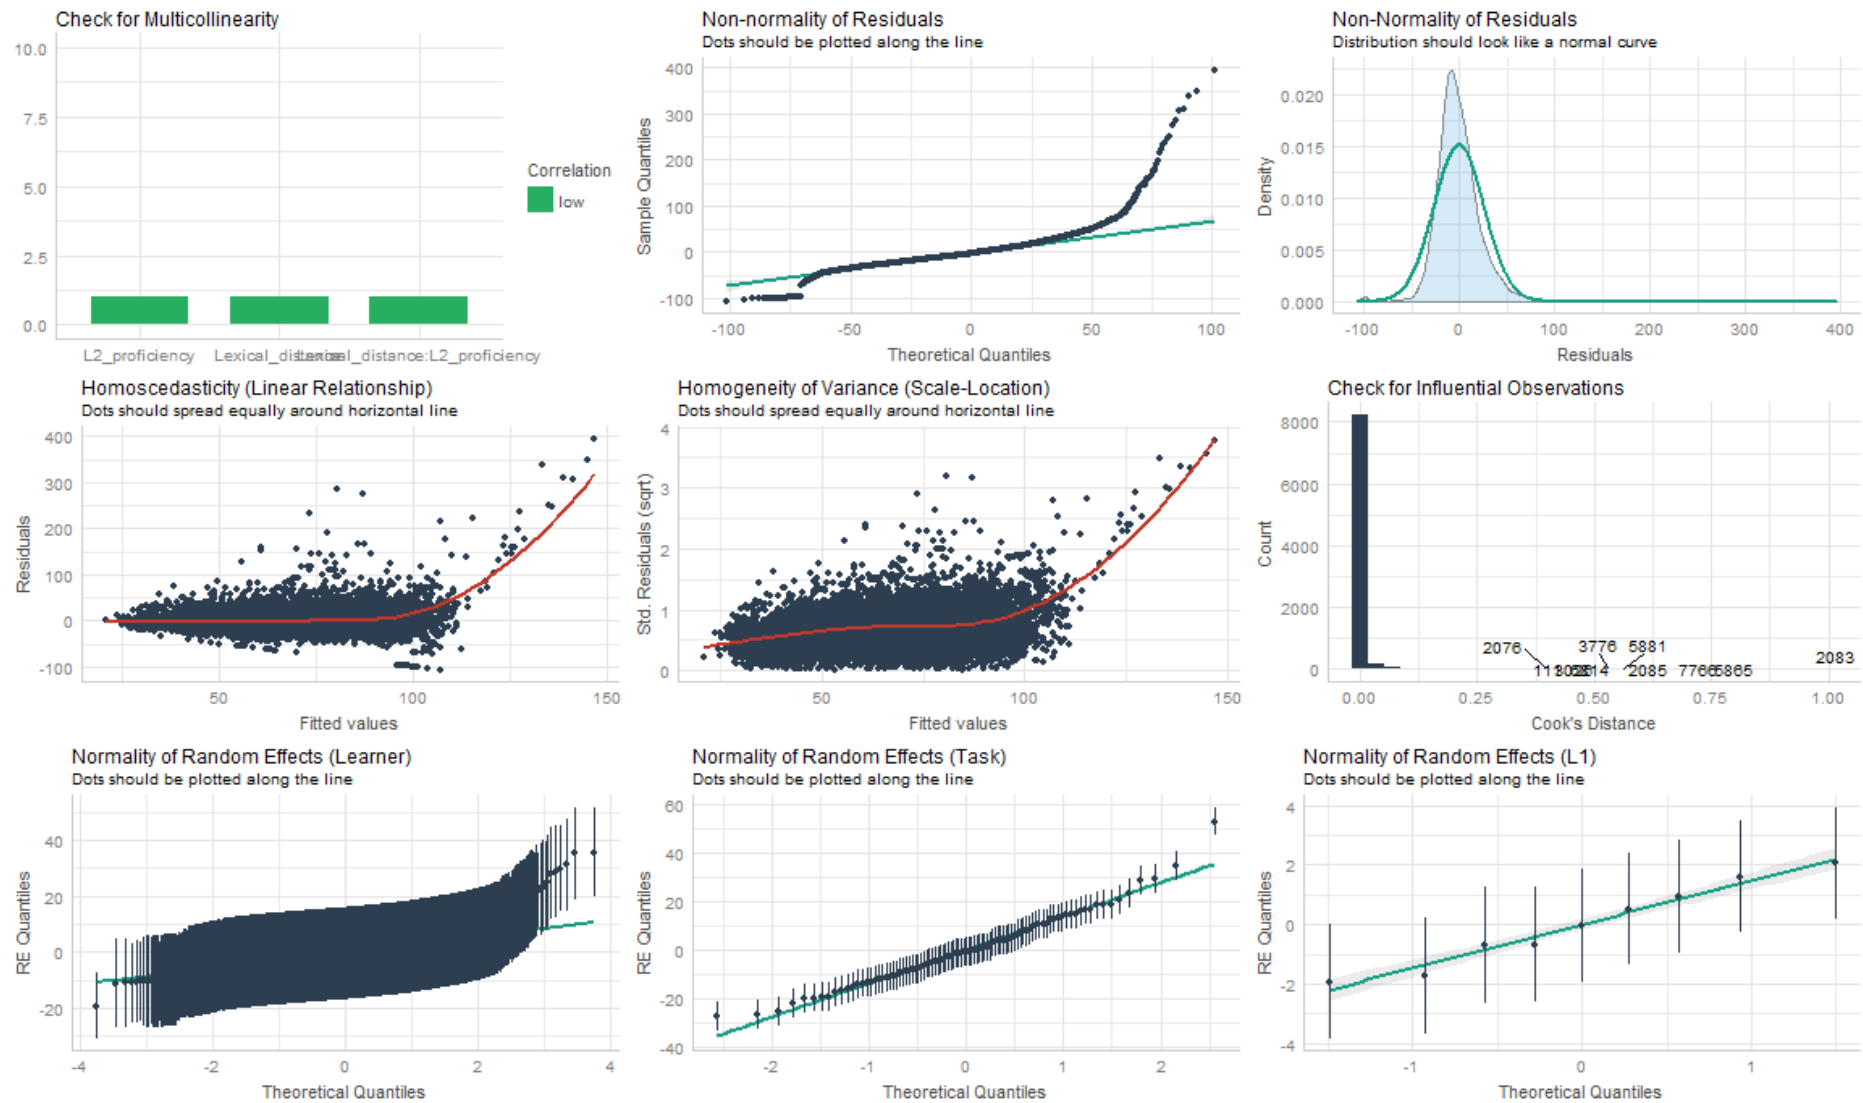 Check for Multicollinearity
10.0
7.5
5.0
2.5
0.0
L2_proficiency
Lexical_distance
Lexical_distance:L2_proficiency
Correlation
low
Non-normality of Residuals
Dots should be plotted along the line
Sample Quantiles
400
300
200
100
0
-100
-100 -50 0 50 100
Theoretical Quantiles
Non-Normality of Residuals
Distribution should look like a normal curve
Density
0.020
0.015
0.010
0.005
0.000
-100 0 100 200 300 400
Residuals
Homoscedasticity (Linear Relationship)
Dots should spread equally around horizontal line
Residuals
400
300
200
100
0
-100
50 100 150
Fitted values
Homogeneity of Variance (Scale-Location)
Dots should spread equally around horizontal line
Std. Residuals (sqrt)
4
3
2
1
0
50 100 150
Fitted values
Check for Influential Observations
Count
8000
6000
4000
2000
0
2076 3776 5881 2083
2085 7766 5865
0.00 0.25 0.50 0.75 1.00
Cook's Distance
Normality of Random Effects (Learner)
Dots should be plotted along the line
RE Quantiles
40
20
0
-20
-4 -2 0 2 4
Theoretical Quantiles
Normality of Random Effects (Task)
Dots should be plotted along the line
RE Quantiles
60
40
20
0
-20
-40
-2 -1 0 1 2
Theoretical Quantiles
Normality of Random Effects (L1)
Dots should be plotted along the line
RE Quantiles
4
2
0
-2
-4
-1 0 1
Theoretical Quantiles